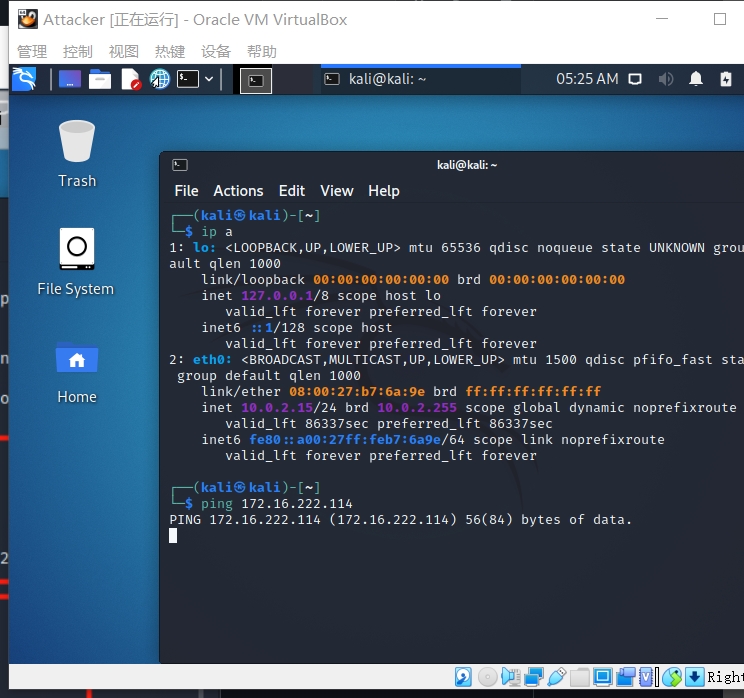 Attacker [正在运行] - Oracle VM VirtualBox
管理 控制 视图 热键 设备 帮助
kali@kali: ~ 05:25 AM
Trash
File System
Home
kali@kali: ~
File Actions Edit View Help
┌──(kali㉿kali)-[~]
└─$ ip a
1: lo: <LOOPBACK,UP,LOWER_UP> mtu 65536 qdisc noqueue state UNKNOWN grou
ault qlen 1000
link/loopback 00:00:00:00:00:00 brd 00:00:00:00:00:00
inet 127.0.0.1/8 scope host lo
valid_lft forever preferred_lft forever
inet6 ::1/128 scope host
valid_lft forever preferred_lft forever
2: eth0: <BROADCAST,MULTICAST,UP,LOWER_UP> mtu 1500 qdisc pfifo_fast sta
group default qlen 1000
link/ether 08:00:27:b7:6a:9e brd ff:ff:ff:ff:ff:ff
inet 10.0.2.15/24 brd 10.0.2.255 scope global dynamic noprefixroute
valid_lft 86337sec preferred_lft 86337sec
inet6 fe80::a00:27ff:feb7:6a9e/64 scope link noprefixroute
valid_lft forever preferred_lft forever
┌──(kali㉿kali)-[~]
└─$ ping 172.16.222.114
PING 172.16.222.114 (172.16.222.114) 56(84) bytes of data.
Right